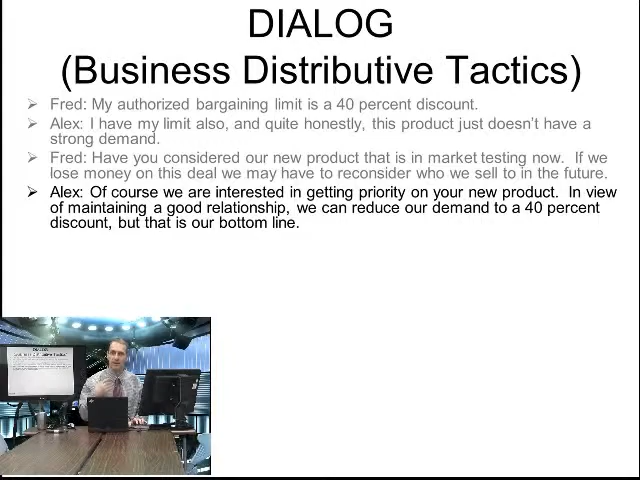 DIALOG
(Business Distributive Tactics)
Fred: My authorized bargaining limit is a 40 percent discount.
Alex: I have my limit also, and quite honestly, this product just doesn't have a
strong demand.
Fred: Have you considered our new product that is in market testing now.  If we
lose money on this deal we may have to reconsider who we sell to in the future.
Alex: Of course we are interested in getting priority on your new product.  In view
of maintaining a good relationship, we can reduce our demand to a 40 percent
discount, but that is our bottom line.
DIALOG